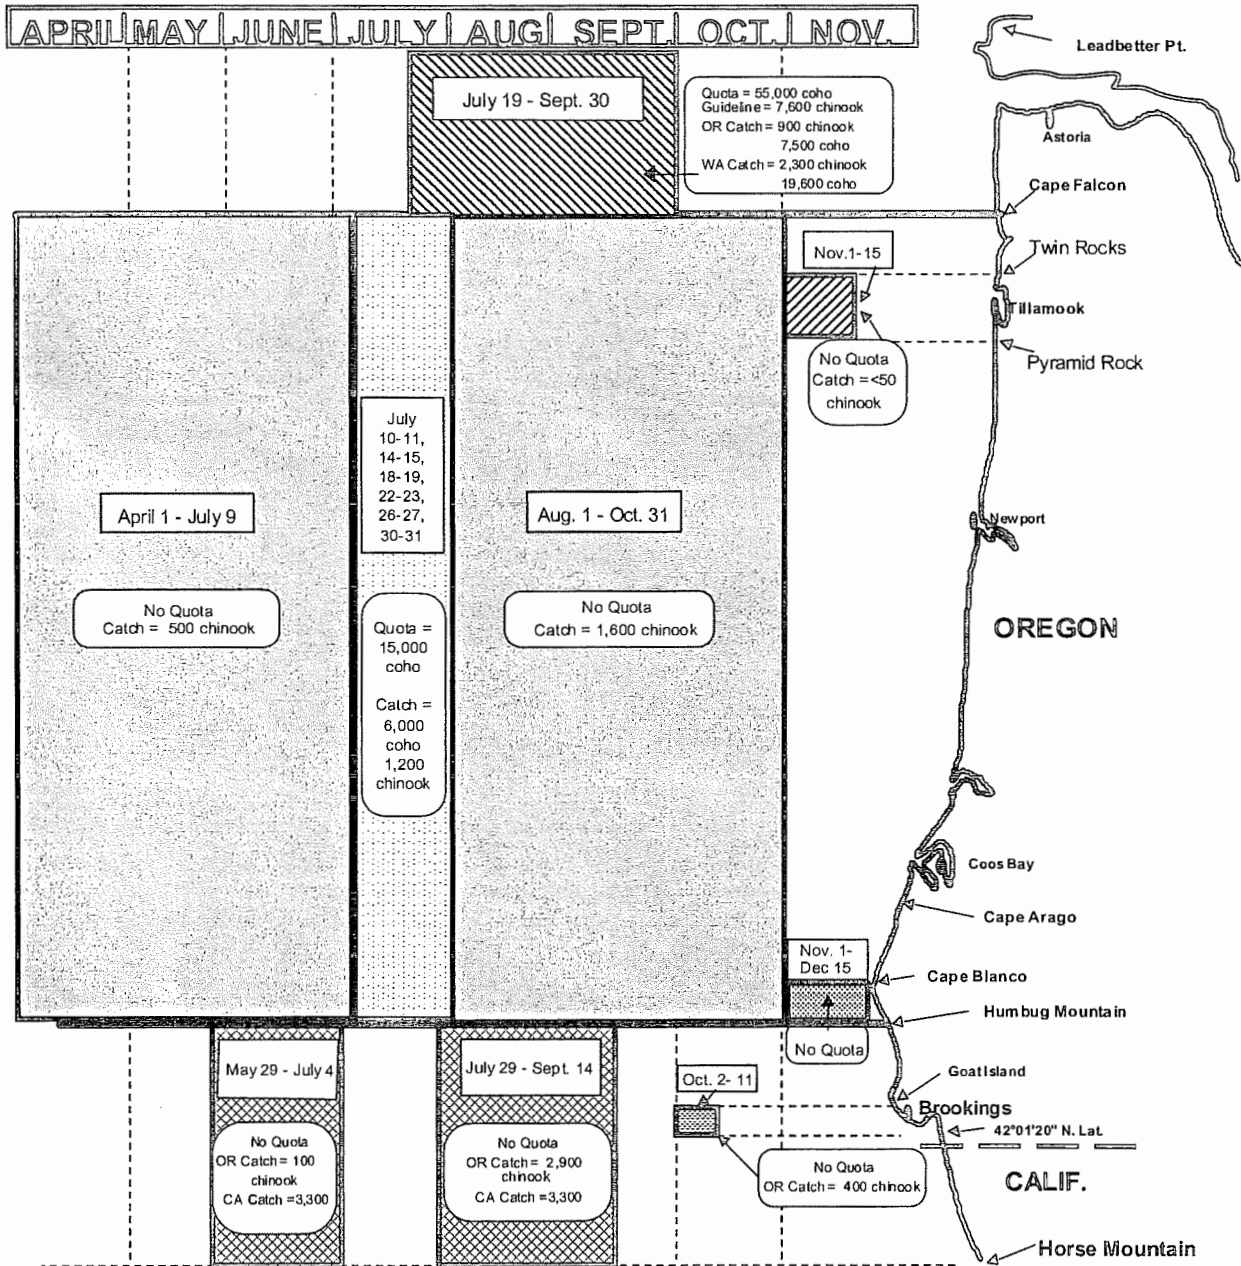 APRIL MAY JUNE JULY AUG SEPT. OCT. NOV.
Leadbetter Pt.
July 19 - Sept. 30
Quota = 55,000 coho
Guideline = 7,600 chinook
OR Catch = 900 chinook
7,500 coho
WA Catch = 2,300 chinook
19,600 coho
Astoria
Cape Falcon
Twin Rocks
Nov.1-15
Tillamook
No Quota
Catch = <50
chinook
Pyramid Rock
July
10-11,
14-15,
18-19,
22-23,
26-27,
30-31
April 1 - July 9
Aug. 1 - Oct. 31
Newport
No Quota
Catch = 500 chinook
Quota =
15,000
coho
Catch =
6,000
coho
1,200
chinook
No Quota
Catch = 1,600 chinook
OREGON
Coos Bay
Cape Arago
Nov. 1-
Dec 15
Cape Blanco
Humbug Mountain
No Quota
May 29 - July 4
July 29 - Sept. 14
Oct. 2- 11
Goat Island
Brookings
42°01'20" N. Lat.
No Quota
OR Catch = 100
chinook
CA Catch =3,300
No Quota
OR Catch = 2,900
chinook
CA Catch =3,300
No Quota
OR Catch = 400 chinook
CALIF.
Horse Mountain